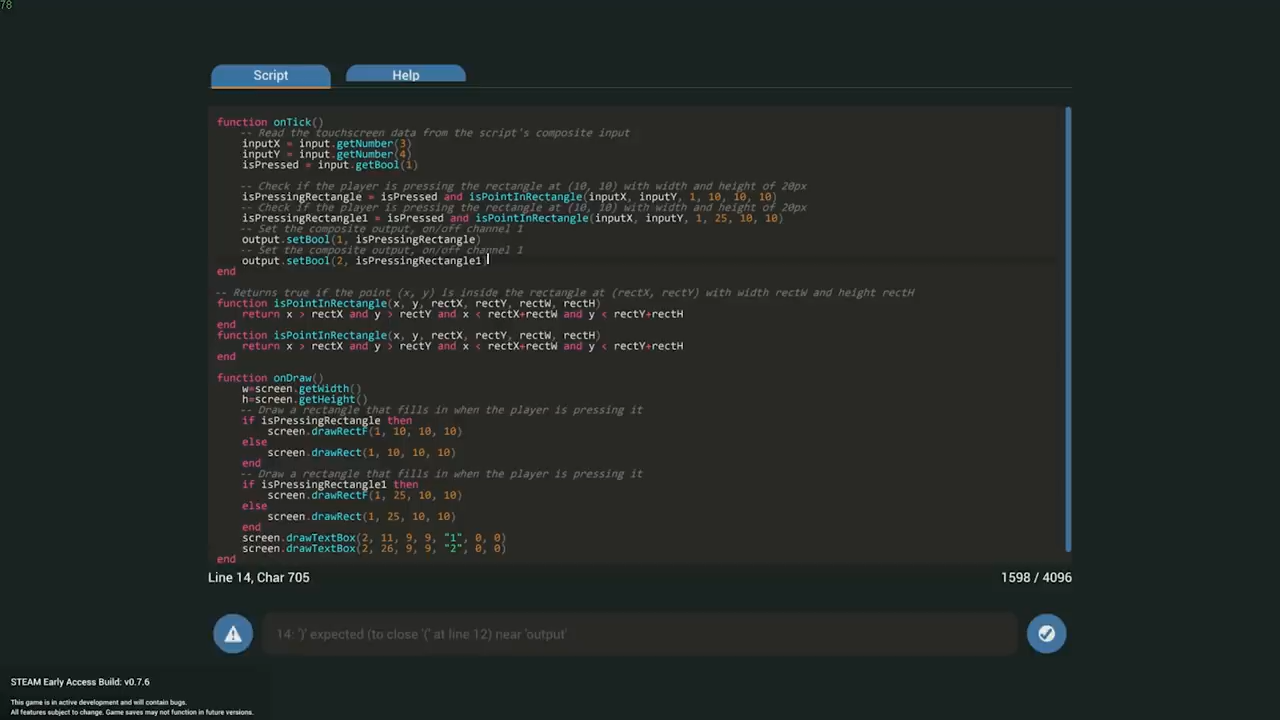 78
Script
Help
function onTick()
-- Read the touchscreen data from the script's composite input
inputX = input.getNumber(3)
inputY = input.getNumber(4)
isPressed = input.getBool(1)
-- Check if the player is pressing the rectangle at (10, 10) with width and height of 20px
isPressingRectangle = isPressed and isPointInRectangle(inputX, inputY, 1, 10, 10, 10)
-- Check if the player is pressing the rectangle at (10, 10) with width and height of 20px
isPressingRectangle1 = isPressed and isPointInRectangle(inputX, inputY, 1, 25, 10, 10)
-- Set the composite output, on/off channel 1
output.setBool(1, isPressingRectangle)
-- Set the composite output, on/off channel 1
output.setBool(2, isPressingRectangle1)
end
-- Returns true if the point (x, y) is inside the rectangle at (rectX, rectY) with width rectW and height rectH
function isPointInRectangle(x, y, rectX, rectY, rectW, rectH)
return x > rectX and y > rectY and x < rectX+rectW and y < rectY+rectH
end
function isPointInRectangle(x, y, rectX, rectY, rectW, rectH)
return x > rectX and y > rectY and x < rectX+rectW and y < rectY+rectH
end
function onDraw()
w=screen.getWidth()
h=screen.getHeight()
-- Draw a rectangle that fills in when the player is pressing it
if isPressingRectangle then
screen.drawRectF(1, 10, 10, 10)
else
screen.drawRect(1, 10, 10, 10)
end
-- Draw a rectangle that fills in when the player is pressing it
if isPressingRectangle1 then
screen.drawRectF(1, 25, 10, 10)
else
screen.drawRect(1, 25, 10, 10)
end
screen.drawTextBox(2, 11, 9, 9, "1", 0, 0)
screen.drawTextBox(2, 26, 9, 9, "2", 0, 0)
end
Line 14, Char 705
1598 / 4096
14: ')' expected (to close '(' at line 12) near 'output'
STEAM Early Access Build: v0.7.6
This game is in active development and will contain bugs.
All features subject to change. Game saves may not function in future versions.